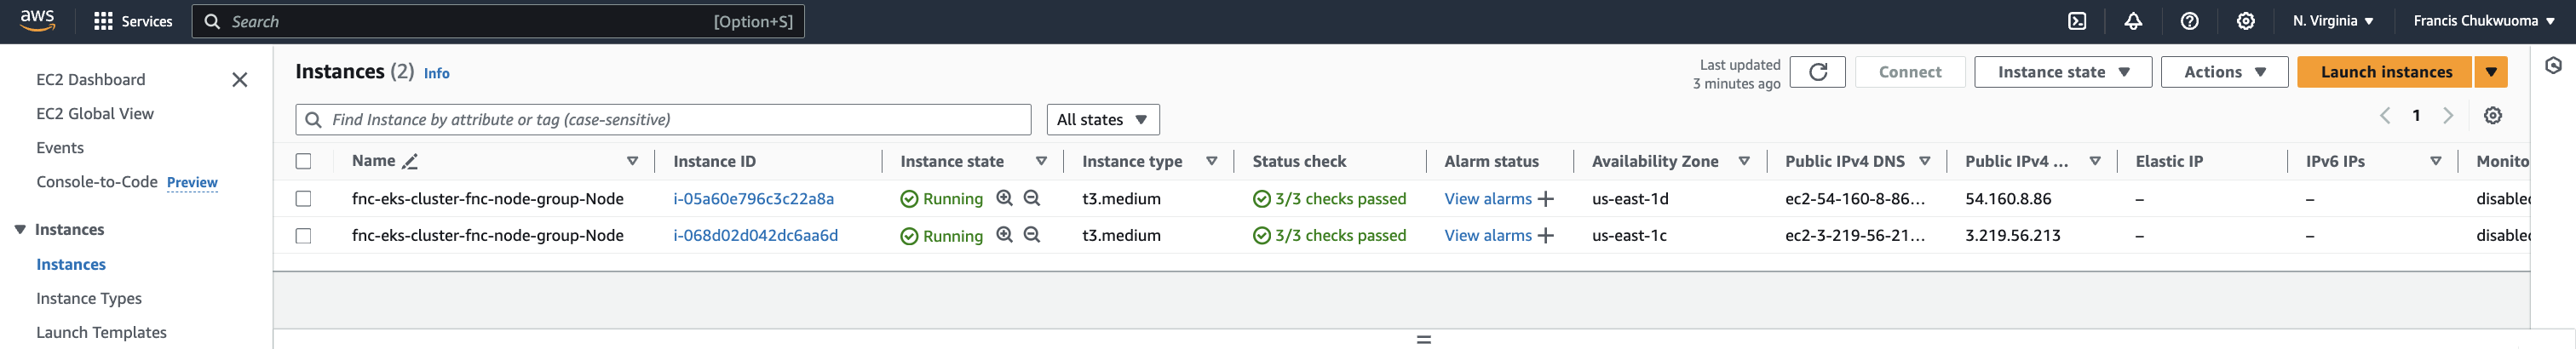 aws
Services
Search
[Option+S]
N. Virginia
Francis Chukwuoma
EC2 Dashboard
EC2 Global View
Events
Console-to-Code Preview
Instances
Instances
Instance Types
Launch Templates
Instances (2) Info
Last updated
3 minutes ago
Connect
Instance state
Actions
Launch instances
Find Instance by attribute or tag (case-sensitive)
All states
1
Name Instance ID Instance state Instance type Status check Alarm status Availability Zone Public IPv4 DNS Public IPv4 ... Elastic IP IPv6 IPs Monito
fnc-eks-cluster-fnc-node-group-Node i-05a60e796c3c22a8a Running t3.medium 3/3 checks passed View alarms + us-east-1d ec2-54-160-8-86... 54.160.8.86 – – disabled
fnc-eks-cluster-fnc-node-group-Node i-068d02d042dc6aa6d Running t3.medium 3/3 checks passed View alarms + us-east-1c ec2-3-219-56-21... 3.219.56.213 – – disabled